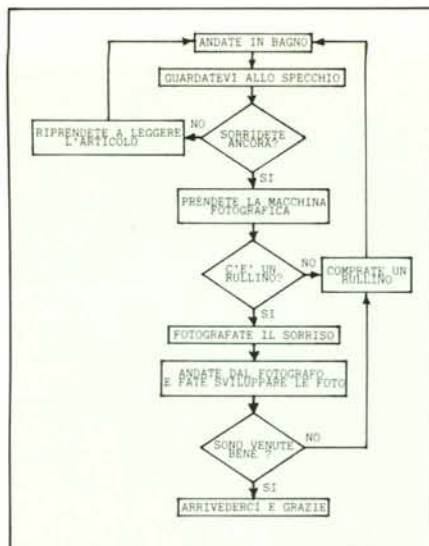 ANDATE IN BAGNO
GUARDATEVI ALLO SPECCHIO
SORRIDETE
ANCORA?
NO
RIPRENDETE A LEGGERE
L'ARTICOLO
SI
PRENDETE LA MACCHINA
FOTOGRAFICA
C'E' UN
RULLINO?
NO
COMPRATE UN
RULLINO
SI
FOTOGRAFATE IL SORRISO
ANDATE DAL FOTOGRAFO
E FATE SVILUPPARE LE FOTO
SONO VENUTE
BENE ?
NO
SI
ARRIVEDERCI E GRAZIE